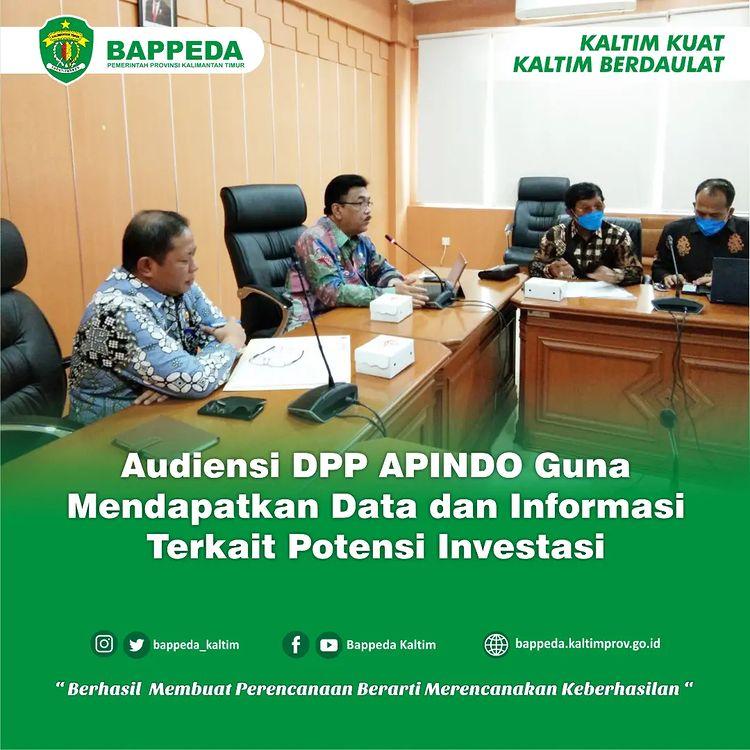 BAPPEDA
PEMERINTAH PROVINSI KALIMANTAN TIMUR
KALTIM KUAT
KALTIM BERDAULAT
Audiensi DPP APINDO Guna
Mendapatkan Data dan Informasi
Terkait Potensi Investasi
bappeda_kaltim
Bappeda Kaltim
bappeda.kaltimprov.go.id
“ Berhasil Membuat Perencanaan Berarti Merencanakan Keberhasilan “